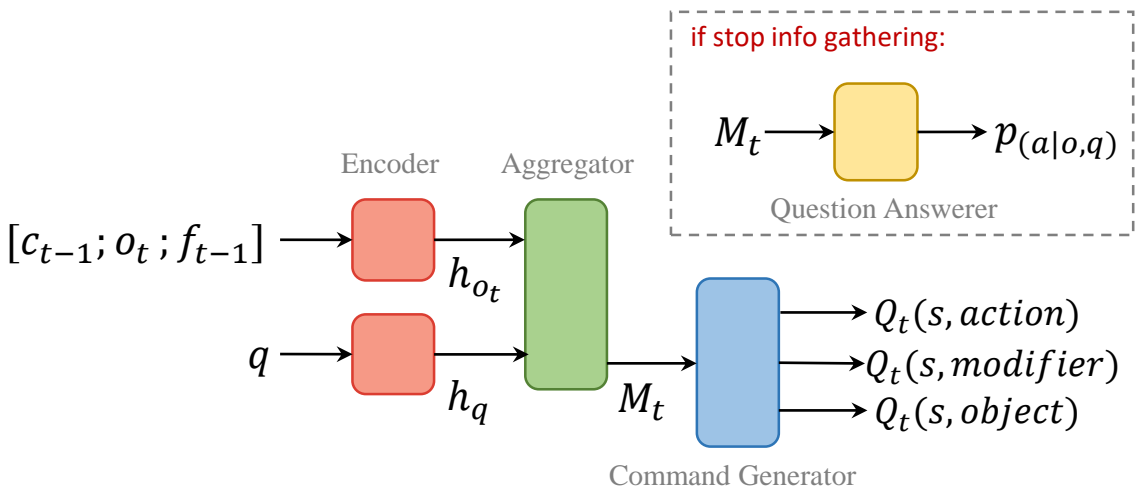 if stop info gathering:
M_t
p_(a|o,q)
Question Answerer
Encoder
Aggregator
[c_{t−1}; o_t ; f_{t−1}]
h_{o_t}
q
h_q
M_t
Q_t(s, action)
Q_t(s, modifier)
Q_t(s, object)
Command Generator